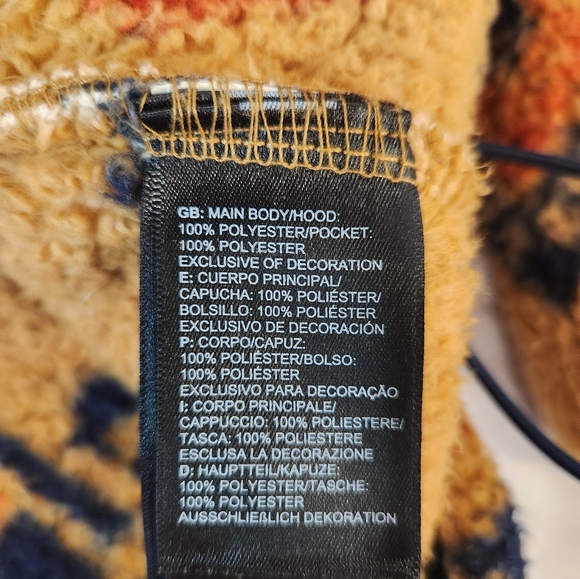 GB: MAIN BODY/HOOD:
100% POLYESTER/POCKET:
100% POLYESTER
EXCLUSIVE OF DECORATION
E: CUERPO PRINCIPAL/
CAPUCHA: 100% POLIÉSTER/
BOLSILLO: 100% POLIÉSTER
EXCLUSIVO DE DECORACIÓN
P: CORPO/CAPUZ:
100% POLIÉSTER/BOLSO:
100% POLIÉSTER
EXCLUSIVO PARA DECORAÇÃO
I: CORPO PRINCIPALE/
CAPPUCCIO: 100% POLIESTERE/
TASCA: 100% POLIESTERE
ESCLUSA LA DECORAZIONE
D: HAUPTTEIL/KAPUZE:
100% POLYESTER/TASCHE:
100% POLYESTER
AUSSCHLIEßLICH DEKORATION